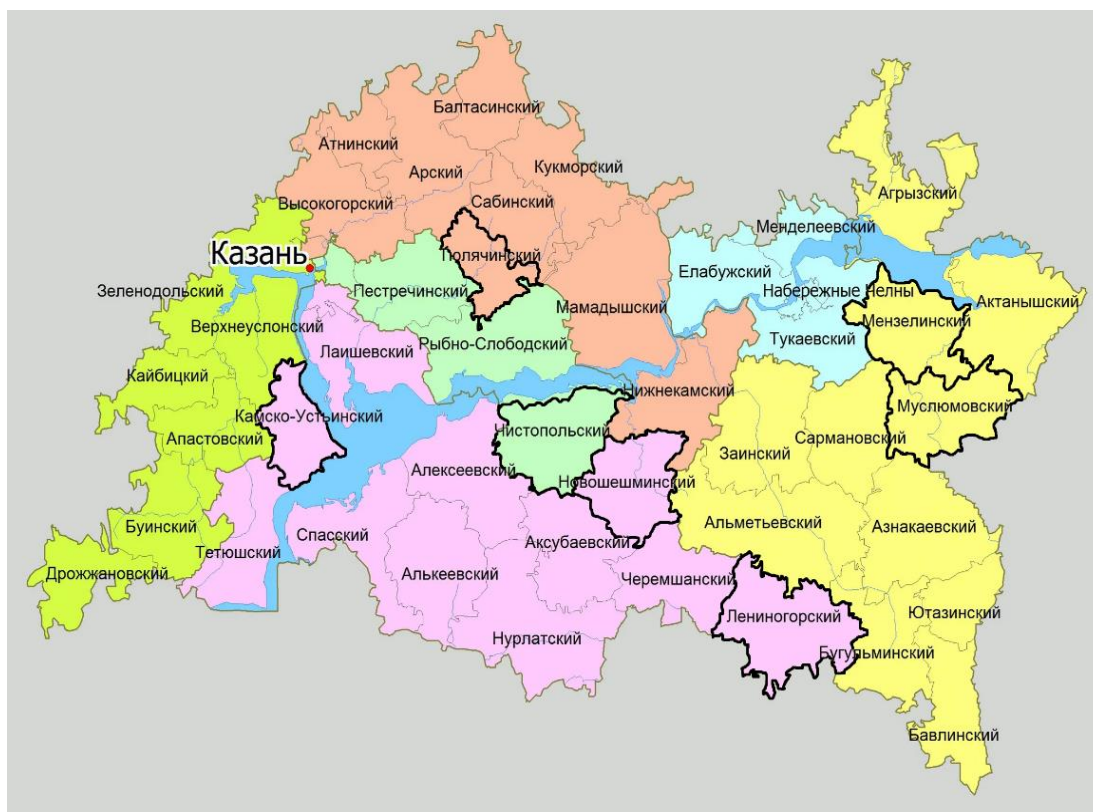 Балтасинский
Атнинский
Кукморский
Арский
Агрызский
Сабинский
Высокогорский
Менделеевский
Казань
Тюлячинский
Елабужский
Зеленодольский
Пестречинский
Набережные Челны
Актанышский
Мамадышский
Мензелинский
Верхнеуслонский
Тукаевский
Рыбно-Слободский
Лаишевский
Кайбицкий
Нижнекамский
Муслюмовский
Камско-Устьинский
Чистопольский
Сармановский
Апастовский
Заинский
Алексеевский
Новошешминский
Альметьевский
Азнакаевский
Буинский
Спасский
Аксубаевский
Тетюшский
Дрожжановский
Алькеевский
Черемшанский
Лениногорский
Ютазинский
Нурлатский
Бугульминский
Бавлинский